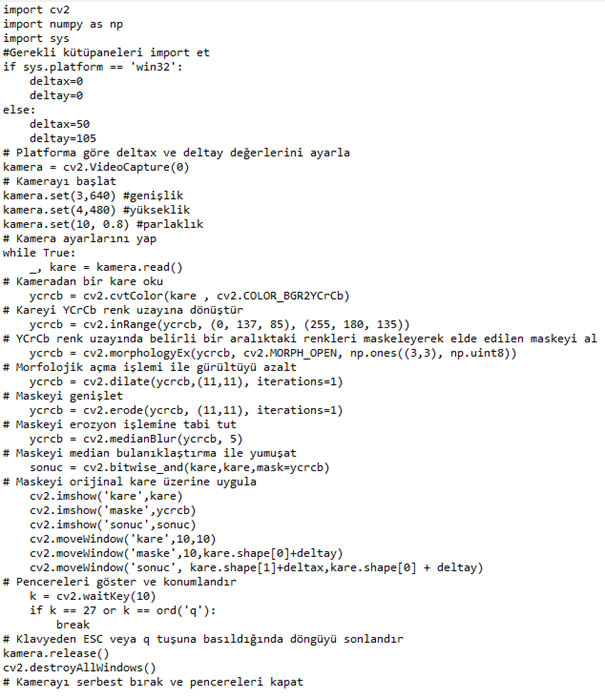 import cv2
import numpy as np
import sys
#Gerekli kütüpaneleri import et
if sys.platform == 'win32':
    deltax=0
    deltay=0
else:
    deltax=50
    deltay=105
# Platforma göre deltax ve deltay değerlerini ayarla
kamera = cv2.VideoCapture(0)
# Kamerayı başlat
kamera.set(3,640) #genişlik
kamera.set(4,480) #yükseklik
kamera.set(10, 0.8) #parlaklık
# Kamera ayarlarını yap
while True:
    _, kare = kamera.read()
# Kameradan bir kare oku
    ycrcb = cv2.cvtColor(kare , cv2.COLOR_BGR2YCrCb)
# Kareyi YCrCb renk uzayına dönüştür
    ycrcb = cv2.inRange(ycrcb, (0, 137, 85), (255, 180, 135))
# YCrCb renk uzayında belirli bir aralıktaki renkleri maskeleyerek elde edilen maskeyi al
    ycrcb = cv2.morphologyEx(ycrcb, cv2.MORPH_OPEN, np.ones((3,3), np.uint8))
# Morfolojik açma işlemi ile gürültüyü azalt
    ycrcb = cv2.dilate(ycrcb,(11,11), iterations=1)
# Maskeyi genişlet
    ycrcb = cv2.erode(ycrcb, (11,11), iterations=1)
# Maskeyi erozyon işlemine tabi tut
    ycrcb = cv2.medianBlur(ycrcb, 5)
# Maskeyi median bulanıklaştırma ile yumuşat
    sonuc = cv2.bitwise_and(kare,kare,mask=ycrcb)
# Maskeyi orijinal kare üzerine uygula
    cv2.imshow('kare',kare)
    cv2.imshow('maske',ycrcb)
    cv2.imshow('sonuc',sonuc)
    cv2.moveWindow('kare',10,10)
    cv2.moveWindow('maske',10,kare.shape[0]+deltay)
    cv2.moveWindow('sonuc', kare.shape[1]+deltax,kare.shape[0] + deltay)
# Pencereleri göster ve konumlandır
    k = cv2.waitKey(10)
    if k == 27 or k == ord('q'):
        break
# Klavyeden ESC veya q tuşuna basıldığında döngüyü sonlandır
kamera.release()
cv2.destroyAllWindows()
# Kamerayı serbest bırak ve pencereleri kapat